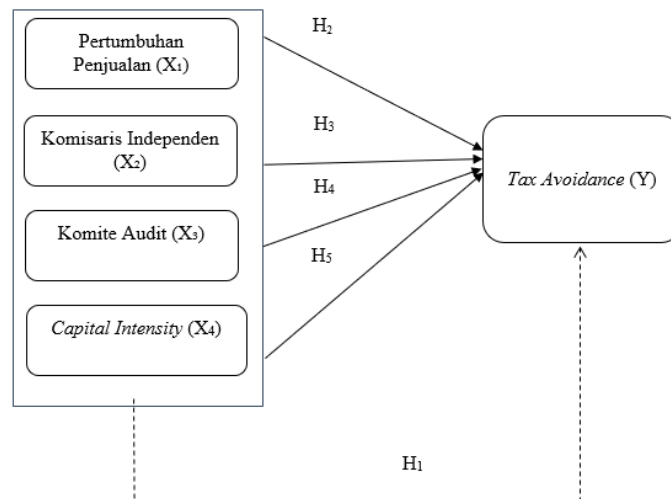 Pertumbuhan
Penjualan (X₁)
H₂
Komisaris Independen
(X₂)
H₃
Tax Avoidance (Y)
H₄
Komite Audit (X₃)
H₅
Capital Intensity (X₄)
H₁